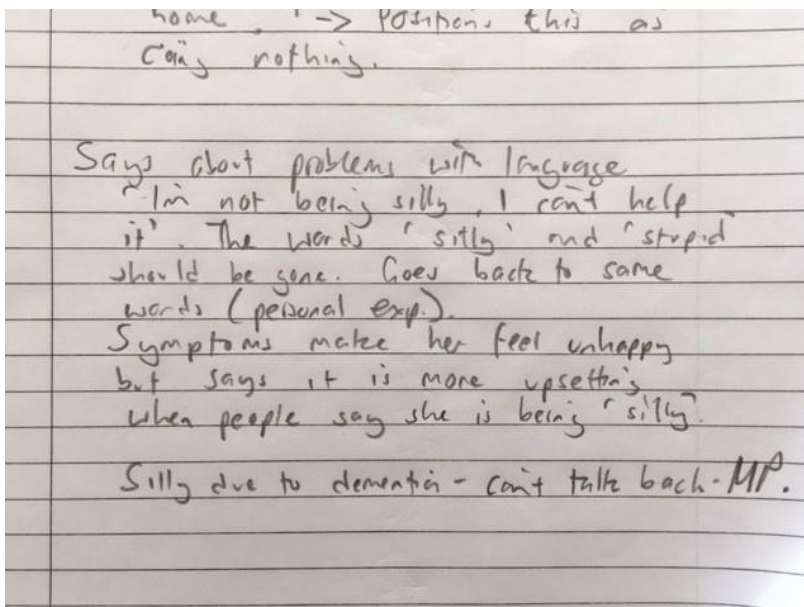 home.' -> Positions this as
nothing.
Says about problems with language
"I'm not being silly, I can't help
it". The words 'silly' and 'stupid'
should be gone. Goes back to same
words (personal exp.).
Symptoms make her feel unhappy
but says it is more upsetting
when people say she is being 'silly'.
Silly due to dementia - can't talk back - MP.